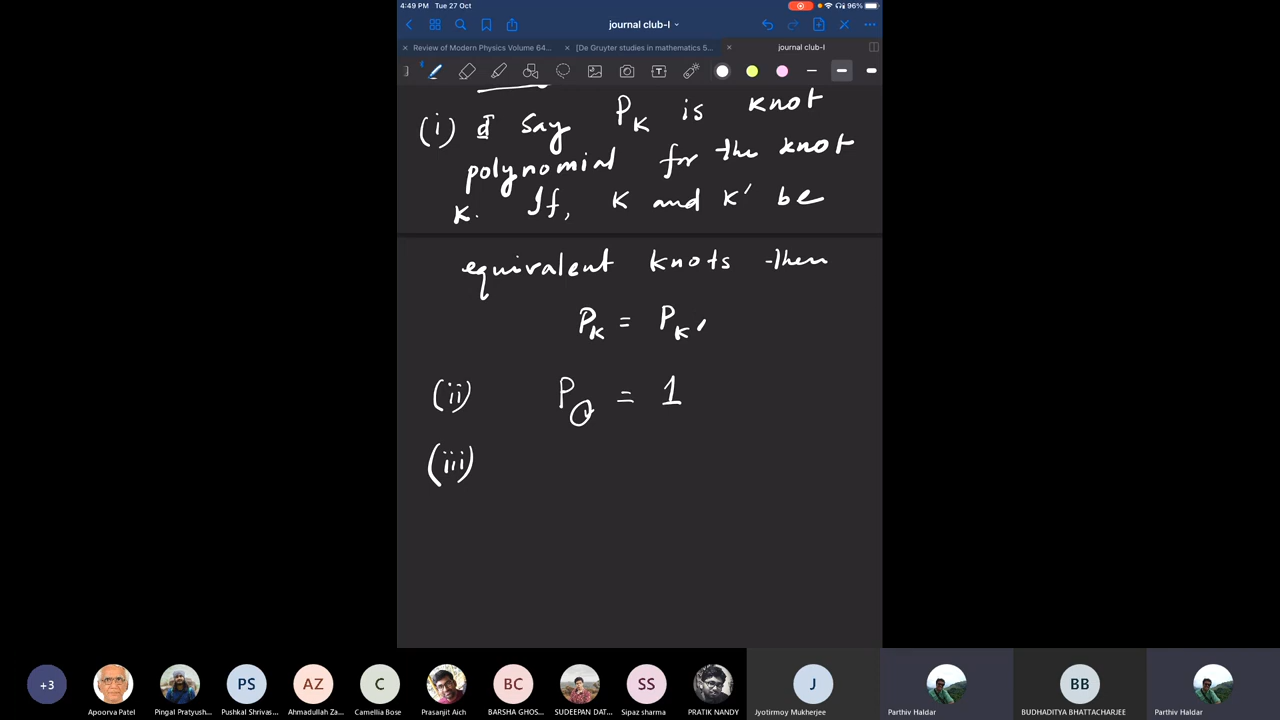 4:49 PM Tue 27 Oct
96%
journal club-I
Review of Modern Physics Volume 64...
[De Gruyter studies in mathematics 5...
journal club-I
(i) Say P_K is knot
polynomial for the knot
K. If, K and K' be
equivalent knots then
P_K = P_K'
(ii) P_O = 1
(iii)
+3
PS
AZ
C
BC
SS
J
BB
Apoorva Patel
Pingal Pratyush...
Pushkal Shrivas...
Ahmadullah Za...
Camellia Bose
Prasanjit Aich
BARSHA GHOS...
SUDEEPAN DAT...
Sipaz sharma
PRATIK NANDY
Jyotirmoy Mukherjee
Parthiv Haldar
BUDHADITYA BHATTACHARJEE
Parthiv Haldar